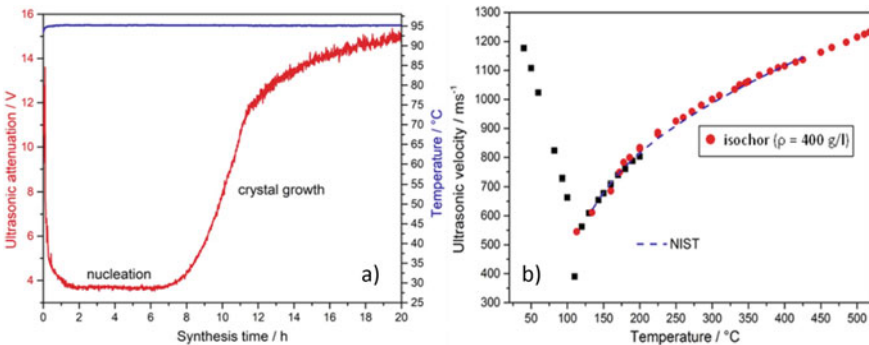 16
14
12
10
8
6
4
Ultrasonic attenuation / V
95
90
85
80
75
70
65
60
55
50
45
40
35
30
25
Temperature / °C
nucleation
crystal growth
a)
0 2 4 6 8 10 12 14 16 18 20
Synthesis time / h
1300
1200
1100
1000
900
800
700
600
500
400
300
Ultrasonic velocity / ms-1
isochor (ρ = 400 g/l)
NIST
b)
0 50 100 150 200 250 300 350 400 450 500
Temperature / °C